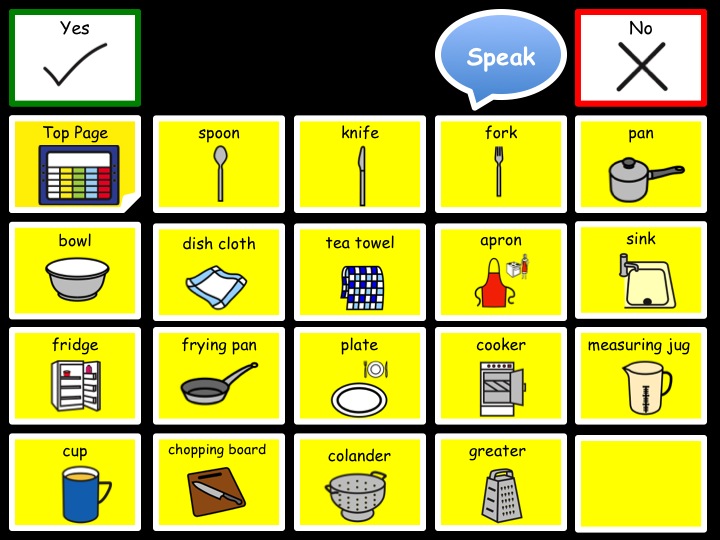 Yes
Speak
No
Top Page
spoon
knife
fork
pan
bowl
dish cloth
tea towel
apron
sink
fridge
frying pan
plate
cooker
measuring jug
cup
chopping board
colander
greater